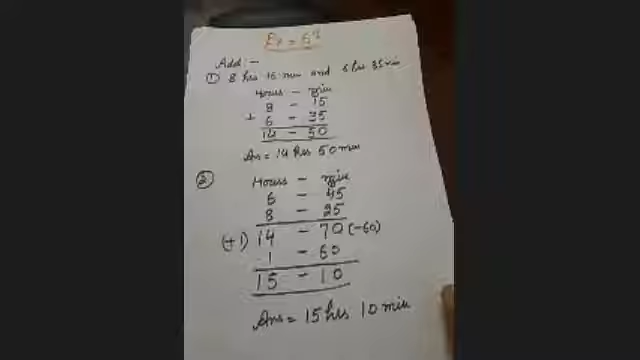 Ex = 6
Add :-
① 8 hrs 15 min and 6 hrs 35 min
Hours - min
8 - 15
+ 6 - 35
14 - 50
Ans = 14 hrs 50 min
② Hours - min
6 - 45
8 - 25
(+1) 14 - 70 (-60)
1 - 60
15 - 10
Ans = 15 hrs 10 min